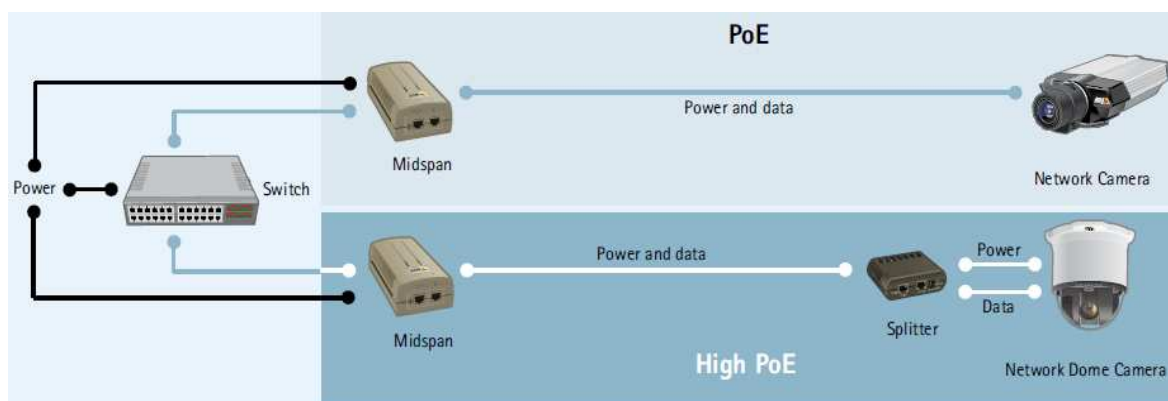 PoE
Power and data
Midspan
Network Camera
Power
Switch
Power and data
Power
Data
Splitter
Midspan
High PoE
Network Dome Camera